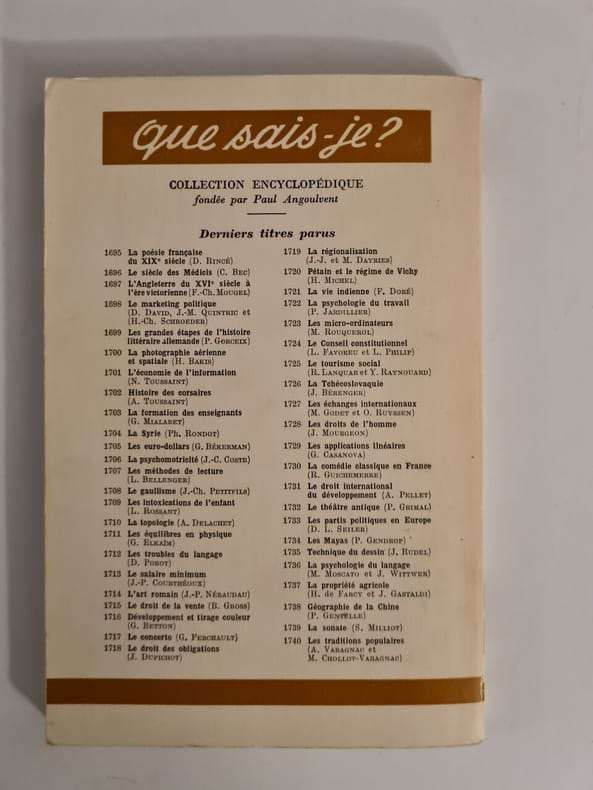 que sais-je?
COLLECTION ENCYCLOPÉDIQUE
fondée par Paul Angoulvent
Derniers titres parus
1695 La poésie française
du XIXe siècle (D. RINCÉ)
1696 Le siècle des Médicis (C. BEC)
1697 L'Angleterre du XVIe siècle à
l'ère victorienne (F.-Ch. MOUGEL)
1698 Le marketing politique
(D. DAVID, J.-M. QUINTRIC et
H.-Ch. SCHROEDER)
1699 Les grandes étapes de l'histoire
littéraire allemande (P. GORCEIX)
1700 La photographie aérienne
et spatiale (H. BAKIS)
1701 L'économie de l'information
(N. TOUSSAINT)
1702 Histoire des corsaires
(A. TOUSSAINT)
1703 La formation des enseignants
(G. MIALARET)
1704 La Syrie (Ph. RONDOT)
1705 Les euro-dollars (G. BÉKERMAN)
1706 La psychomotricité (J.-C. COSTE)
1707 Les méthodes de lecture
(L. BELLENGER)
1708 Le gaullisme (J.-Ch. PETITFILS)
1709 Les intoxications de l'enfant
(L. ROSSANT)
1710 La topologie (A. DELACHET)
1711 Les équilibres en physique
(G. ELKAÏM)
1712 Les troubles du langage
(D. POROT)
1713 Le salaire minimum
(J.-P. COURTHÉOUX)
1714 L'art romain (J.-P. NÉRAUDAU)
1715 Le droit de la vente (B. GROSS)
1716 Développement et tirage couleur
(G. BETTON)
1717 Le concerto (G. FERCHAULT)
1718 Le droit des obligations
(J. DUPICHOT)
1719 La régionalisation
(J.-J. et M. DAYRIES)
1720 Pétain et le régime de Vichy
(H. MICHEL)
1721 La vie indienne (F. DORÉ)
1722 La psychologie du travail
(P. JARDILLIER)
1723 Les micro-ordinateurs
(M. ROUQUEROL)
1724 Le Conseil constitutionnel
(L. FAVOREU et L. PHILIP)
1725 Le tourisme social
(R. LANQUAR et Y. RAYNOUARD)
1726 La Tchécoslovaquie
(J. BÉRENGER)
1727 Les échanges internationaux
(M. GODET et O. RUYSSEN)
1728 Les droits de l'homme
(J. MOURGEON)
1729 Les applications linéaires
(G. CASANOVA)
1730 La comédie classique en France
(R. GUICHEMERRE)
1731 Le droit international
du développement (A. PELLET)
1732 Le théâtre antique (P. GRIMAL)
1733 Les partis politiques en Europe
(D. L. SEILER)
1734 Les Mayas (P. GENDROP)
1735 Technique du dessin (J. RUDEL)
1736 La psychologie du langage
(M. MOSCATO et J. WITTWER)
1737 La propriété agricole
(H. de FARCY et J. GASTALDI)
1738 Géographie de la Chine
(P. GENTELLE)
1739 La sonate (S. MILLIOT)
1740 Les traditions populaires
(A. VARAGNAC et
M. CHOLLOT-VARAGNAC)